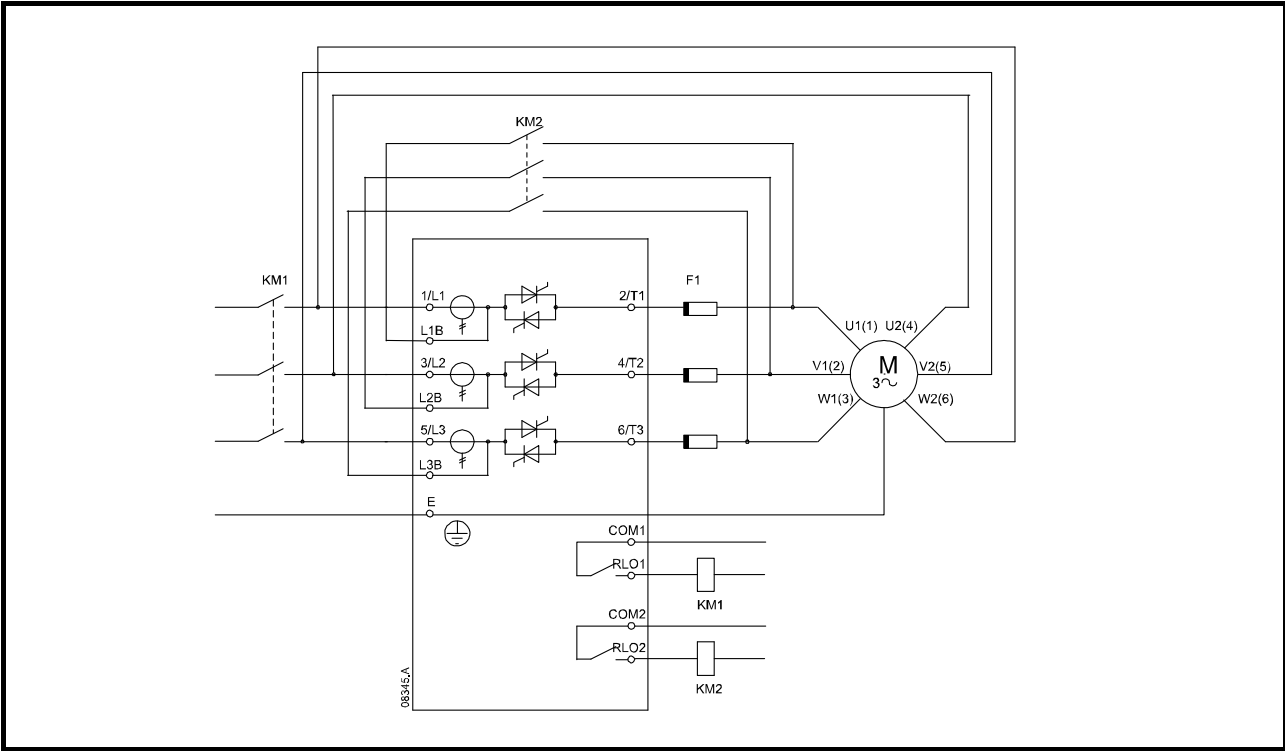 KM2
KM1
F1
1/L1
2/T1
L1B
U1(1) U2(4)
3/L2
4/T2
V1(2)
M
3~
V2(5)
L2B
W1(3)
W2(6)
5/L3
6/T3
L3B
E
COM1
RLO1
KM1
COM2
RLO2
KM2
08345.A